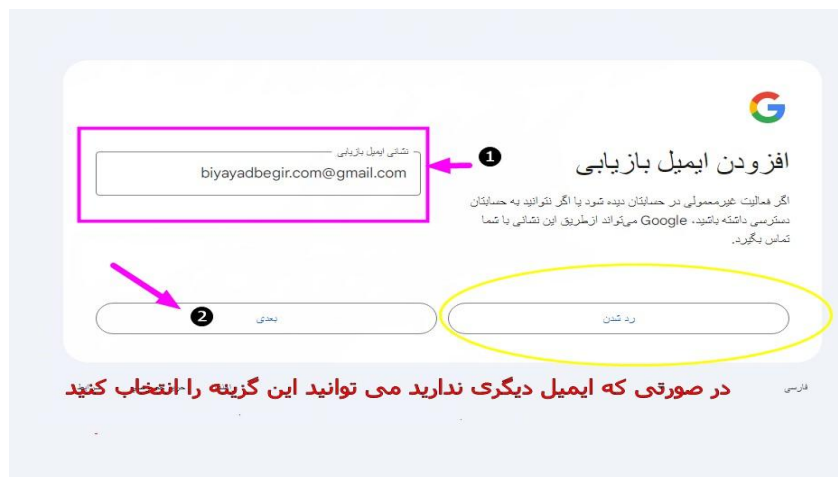 افزودن ایمیل بازیابی
اگر فعالیت غیرمعمولی در حسابتان دیده شود یا اگر نتوانید به حسابتان
دسترسی داشته باشید، Google می‌تواند ازطریق این نشانی با شما
تماس بگیرد.
1
نشانی ایمیل بازیابی
biyayadbegir.com@gmail.com
رد شدن
2
بعدی
فارسی
در صورتی که ایمیل دیگری ندارید می توانید این گزینه را انتخاب کنید